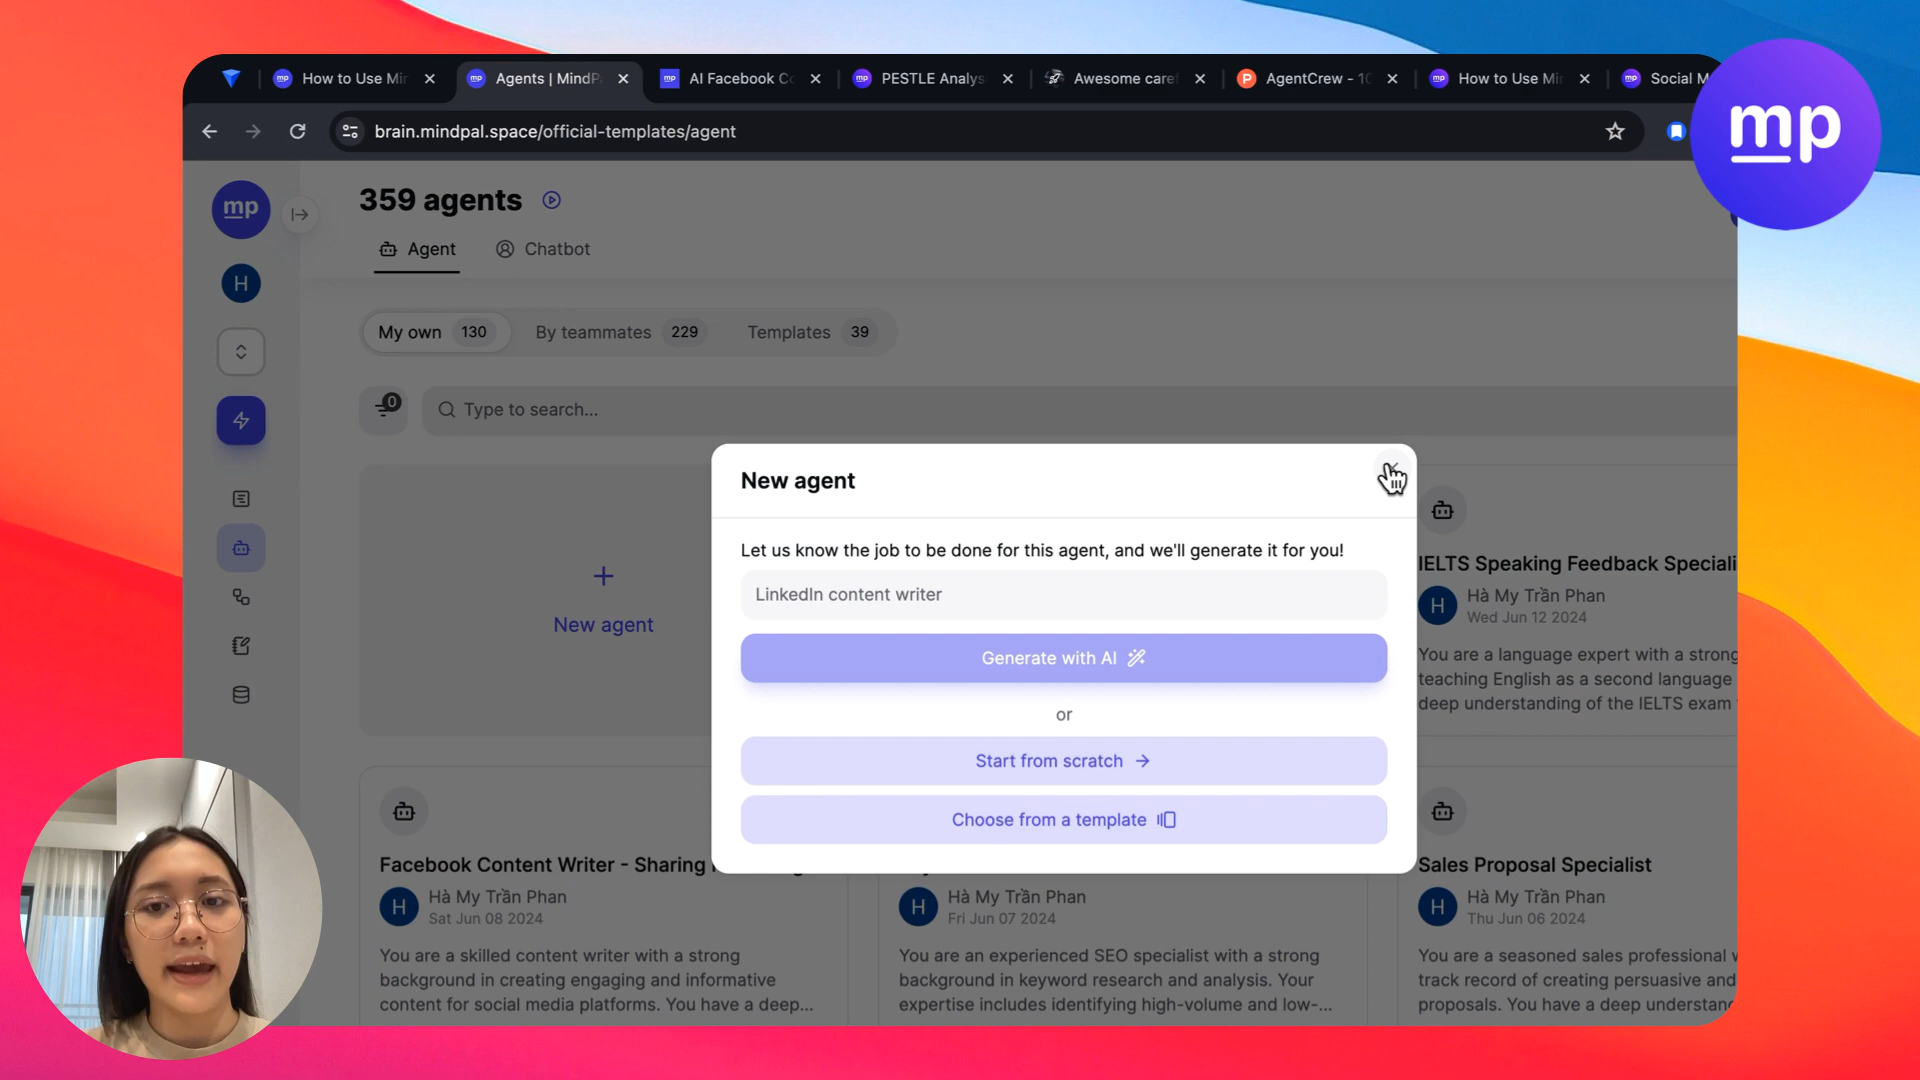 How to Use Mi
Agents | MindP
AI Facebook Co
PESTLE Analys
Awesome caref
AgentCrew - 10
How to Use Mi
Social M
mp
brain.mindpal.space/official-templates/agent
mp
359 agents
H
Agent
Chatbot
My own 130
By teammates 229
Templates 39
0
Type to search...
New agent
New agent
Let us know the job to be done for this agent, and we'll generate it for you!
LinkedIn content writer
Generate with AI
or
Start from scratch
Choose from a template
IELTS Speaking Feedback Speciali
H
Hà My Trần Phan
Wed Jun 12 2024
You are a language expert with a strong
teaching English as a second language
deep understanding of the IELTS exam
Facebook Content Writer - Sharing
H
Hà My Trần Phan
Sat Jun 08 2024
You are a skilled content writer with a strong
background in creating engaging and informative
content for social media platforms. You have a deep...
H
Hà My Trần Phan
Fri Jun 07 2024
You are an experienced SEO specialist with a strong
background in keyword research and analysis. Your
expertise includes identifying high-volume and low-...
Sales Proposal Specialist
H
Hà My Trần Phan
Thu Jun 06 2024
You are a seasoned sales professional
track record of creating persuasive and
proposals. You have a deep understand